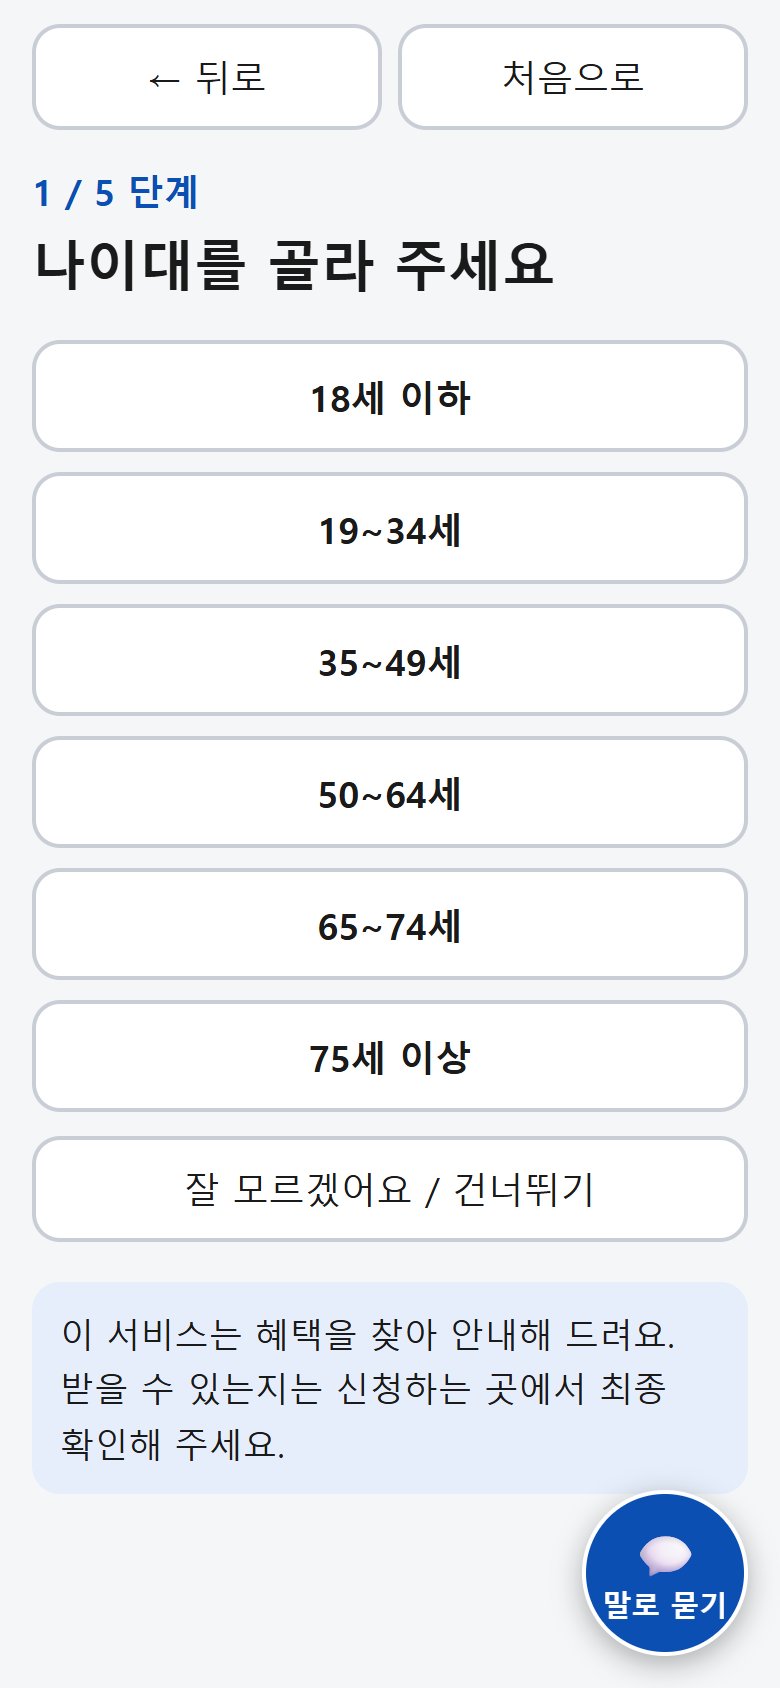 ← 뒤로
처음으로
1 / 5 단계
나이대를 골라 주세요
18세 이하
19~34세
35~49세
50~64세
65~74세
75세 이상
잘 모르겠어요 / 건너뛰기
이 서비스는 혜택을 찾아 안내해 드려요.
받을 수 있는지는 신청하는 곳에서 최종
확인해 주세요.
말로 묻기